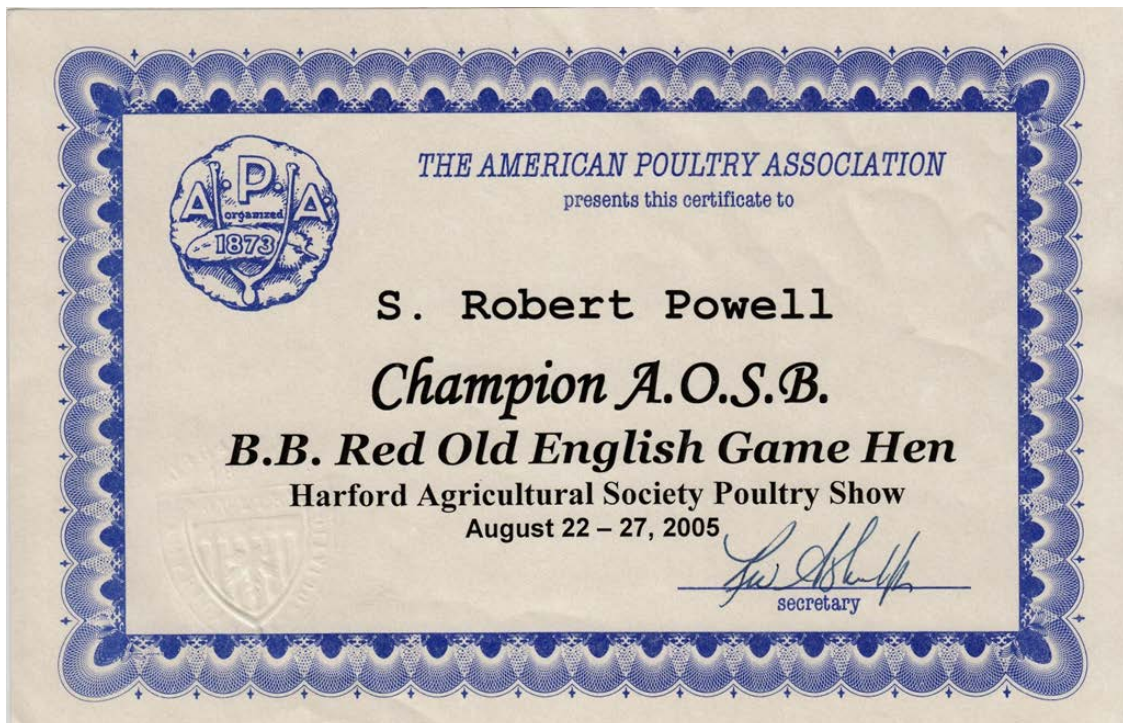 A.P.A.
organized
1873
THE AMERICAN POULTRY ASSOCIATION
presents this certificate to
S. Robert Powell
Champion A.O.S.B.
B.B. Red Old English Game Hen
Harford Agricultural Society Poultry Show
August 22 – 27, 2005
secretary